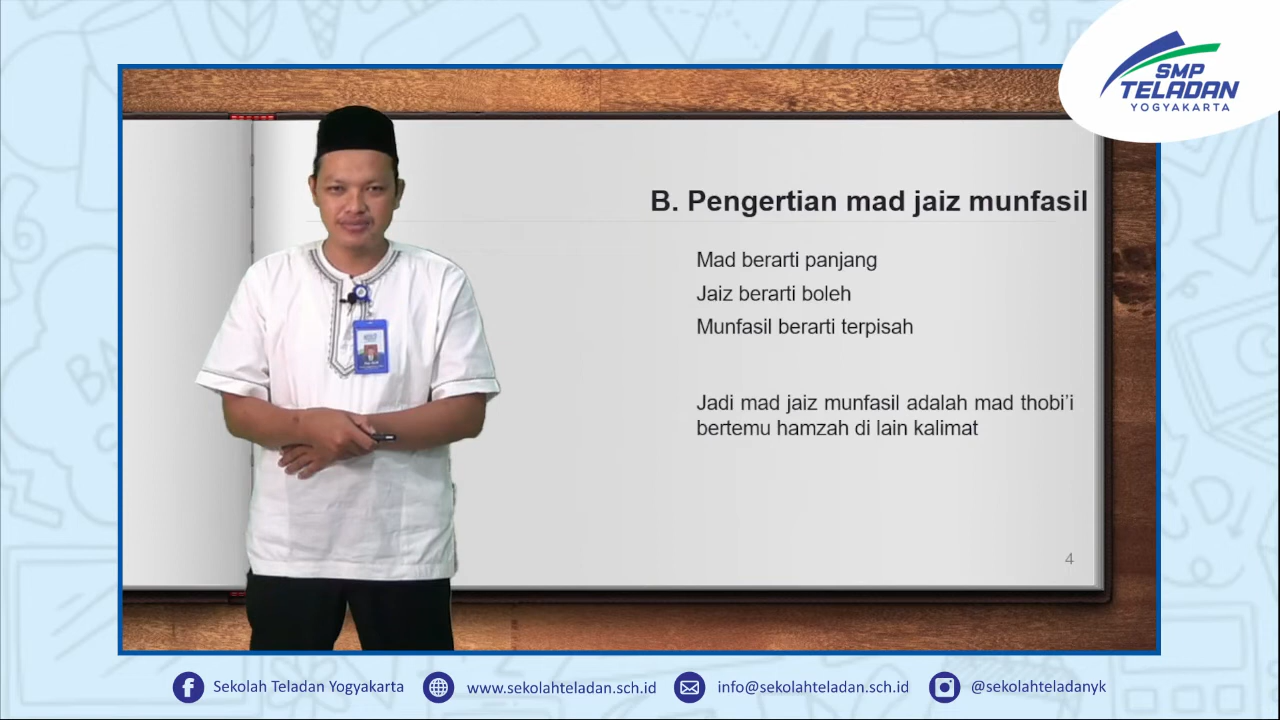 SMP
TELADAN
YOGYAKARTA
B. Pengertian mad jaiz munfasil
Mad berarti panjang
Jaiz berarti boleh
Munfasil berarti terpisah
Jadi mad jaiz munfasil adalah mad thobi'i
bertemu hamzah di lain kalimat
4
Sekolah Teladan Yogyakarta
www.sekolahteladan.sch.id
info@sekolahteladan.sch.id
@sekolahteladanyk